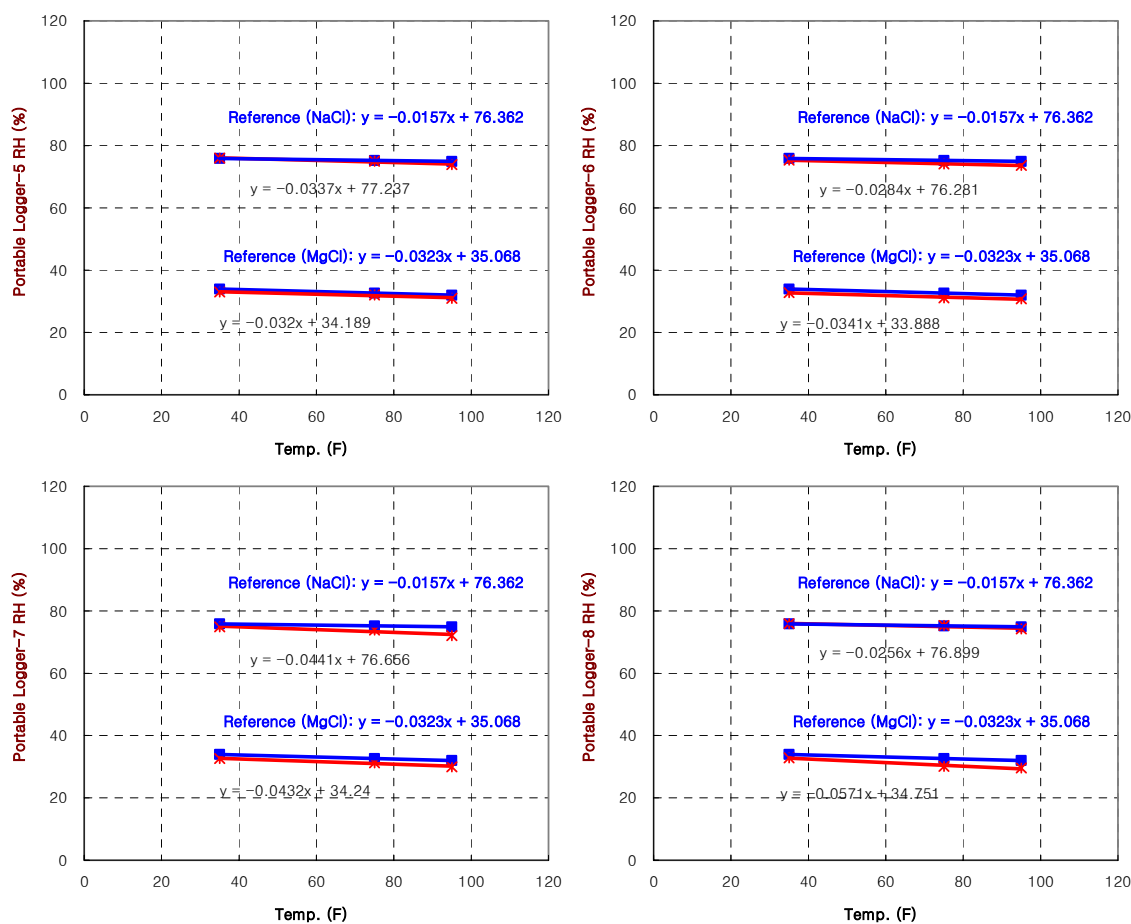 120
100
80
60
40
20
0
Portable Logger-5 RH (%)
Reference (NaCl): y = -0.0157x + 76.362
y = -0.0337x + 77.237
Reference (MgCl): y = -0.0323x + 35.068
y = -0.032x + 34.189
0 20 40 60 80 100 120
Temp. (F)
120
100
80
60
40
20
0
Portable Logger-6 RH (%)
Reference (NaCl): y = -0.0157x + 76.362
y = -0.0284x + 76.281
Reference (MgCl): y = -0.0323x + 35.068
y = -0.0341x + 33.888
0 20 40 60 80 100 120
Temp. (F)
120
100
80
60
40
20
0
Portable Logger-7 RH (%)
Reference (NaCl): y = -0.0157x + 76.362
y = -0.0441x + 76.656
Reference (MgCl): y = -0.0323x + 35.068
y = -0.0432x + 34.24
0 20 40 60 80 100 120
Temp. (F)
120
100
80
60
40
20
0
Portable Logger-8 RH (%)
Reference (NaCl): y = -0.0157x + 76.362
y = -0.0256x + 76.899
Reference (MgCl): y = -0.0323x + 35.068
y = -0.0571x + 34.751
0 20 40 60 80 100 120
Temp. (F)